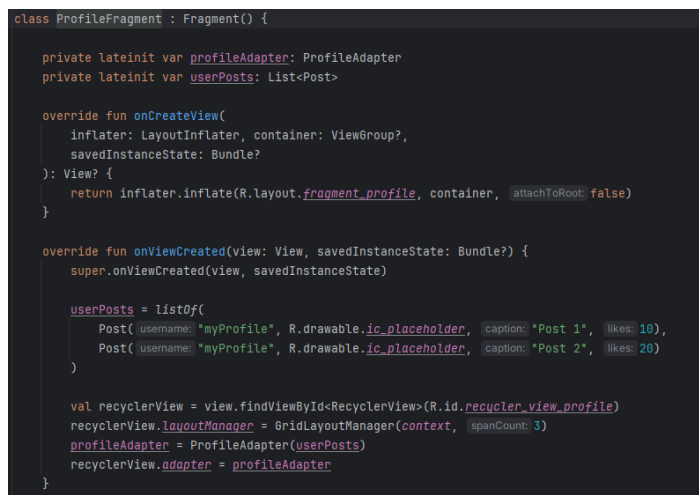 class ProfileFragment : Fragment() {
private lateinit var profileAdapter: ProfileAdapter
private lateinit var userPosts: List<Post>
override fun onCreateView(
inflater: LayoutInflater, container: ViewGroup?,
savedInstanceState: Bundle?
): View? {
return inflater.inflate(R.layout.fragment_profile, container, attachToRoot: false)
}
override fun onViewCreated(view: View, savedInstanceState: Bundle?) {
super.onViewCreated(view, savedInstanceState)
userPosts = listOf(
Post( username: "myProfile", R.drawable.ic_placeholder, caption: "Post 1", likes: 10),
Post( username: "myProfile", R.drawable.ic_placeholder, caption: "Post 2", likes: 20)
)
val recyclerView = view.findViewById<RecyclerView>(R.id.recycler_view_profile)
recyclerView.layoutManager = GridLayoutManager(context, spanCount: 3)
profileAdapter = ProfileAdapter(userPosts)
recyclerView.adapter = profileAdapter
}